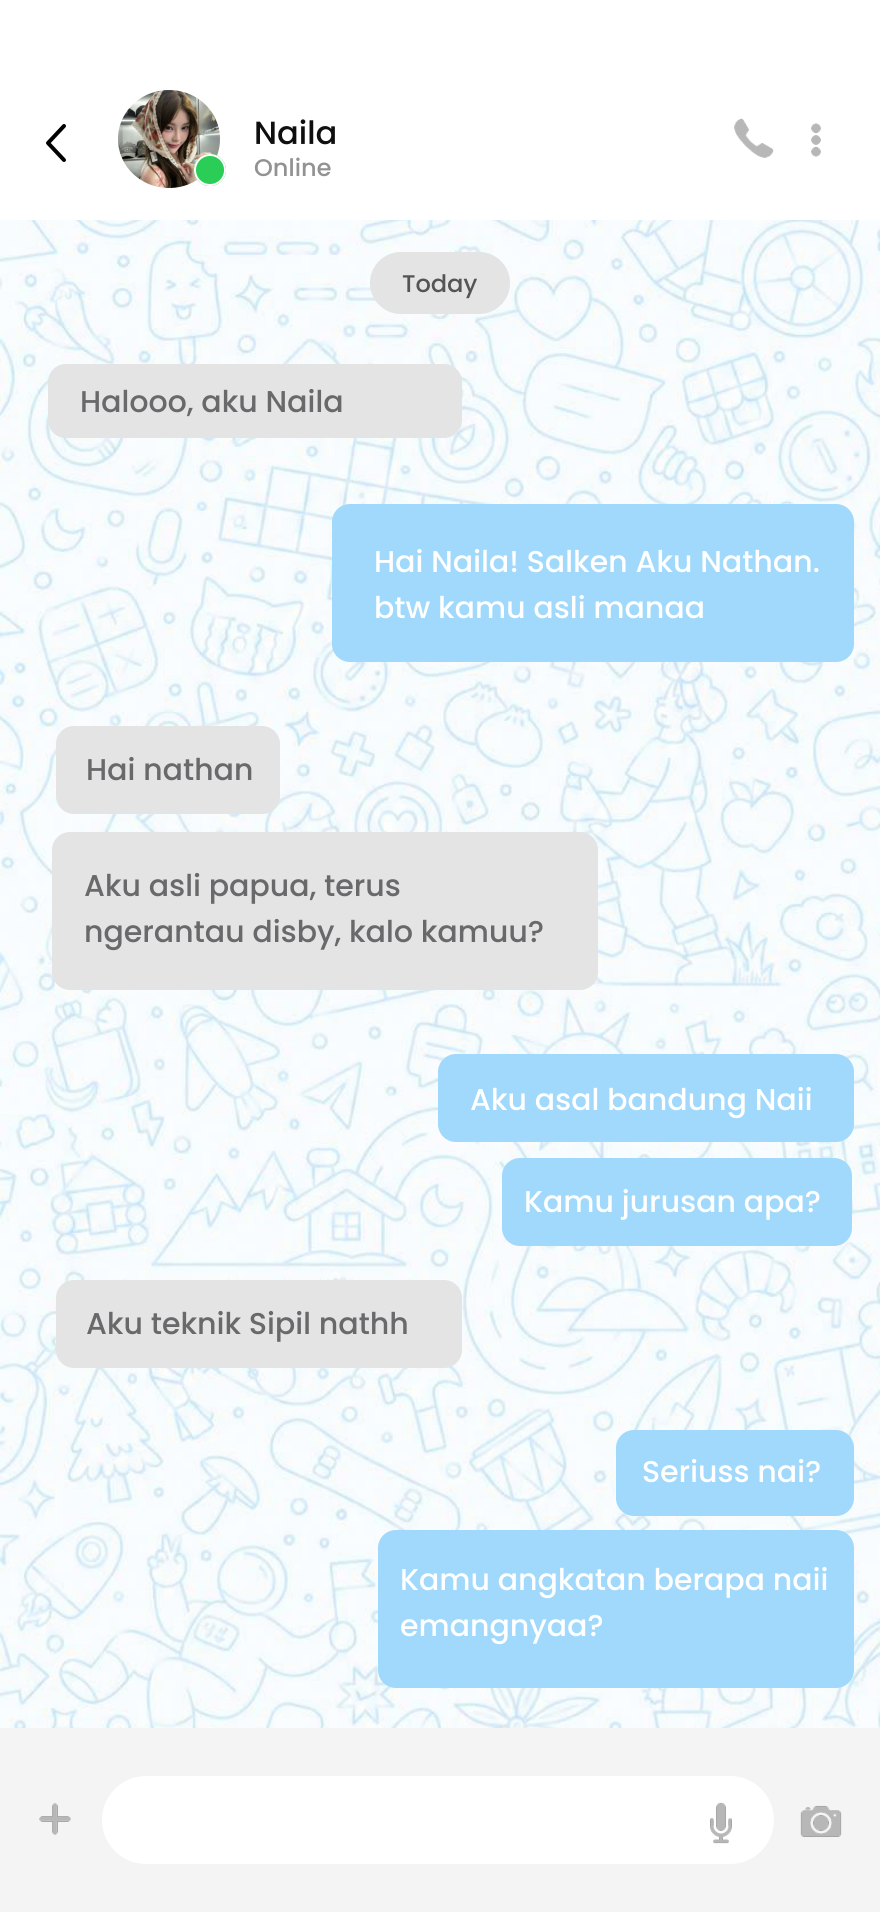 Naila
Online
Today
Halooo, aku Naila
Hai Naila! Salken Aku Nathan.
btw kamu asli manaa
Hai nathan
Aku asli papua, terus
ngerantau disby, kalo kamuu?
Aku asal bandung Naii
Kamu jurusan apa?
Aku teknik Sipil nathh
Seriuss nai?
Kamu angkatan berapa naii
emangnyaa?